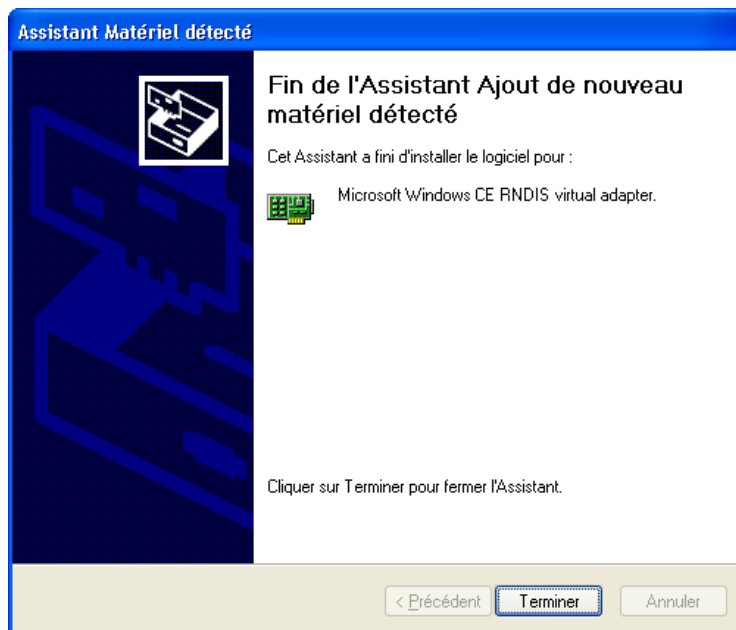 Assistant Matériel détecté
Fin de l'Assistant Ajout de nouveau
matériel détecté
Cet Assistant a fini d'installer le logiciel pour :
Microsoft Windows CE RNDIS virtual adapter.
Cliquer sur Terminer pour fermer l'Assistant.
< Précédent Terminer Annuler